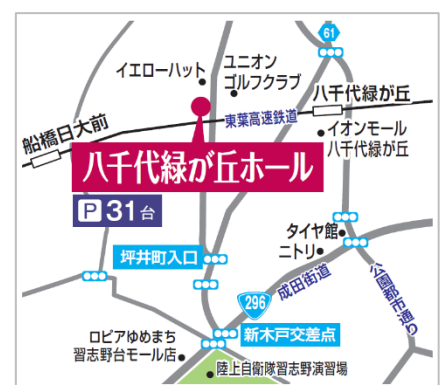 61
イエローハット
ユニオン
ゴルフクラブ
八千代緑が丘
船橋日大前
東葉高速鉄道
イオンモール
八千代緑が丘
八千代緑が丘ホール
P31台
タイヤ館
ニトリ
坪井町入口
296
成田街道
公園都市通り
新木戸交差点
ロピアゆめまち
習志野台モール店
陸上自衛隊習志野演習場